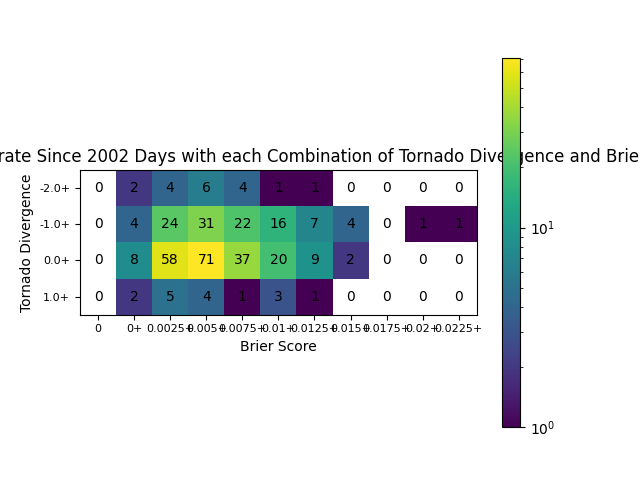 rate Since 2002 Days with each Combination of Tornado Divergence and Brie
Tornado Divergence
-2.0+ 0 2 4 6 4 1 1 0 0 0 0
-1.0+ 0 4 24 31 22 16 7 4 0 1 1
0.0+ 0 8 58 71 37 20 9 2 0 0 0
1.0+ 0 2 5 4 1 3 1 0 0 0 0
0 0+ 0.0025+ 0.005+ 0.0075+ 0.01+ 0.0125+ 0.015+ 0.0175+ 0.02+ 0.0225+
Brier Score
10^1
10^0